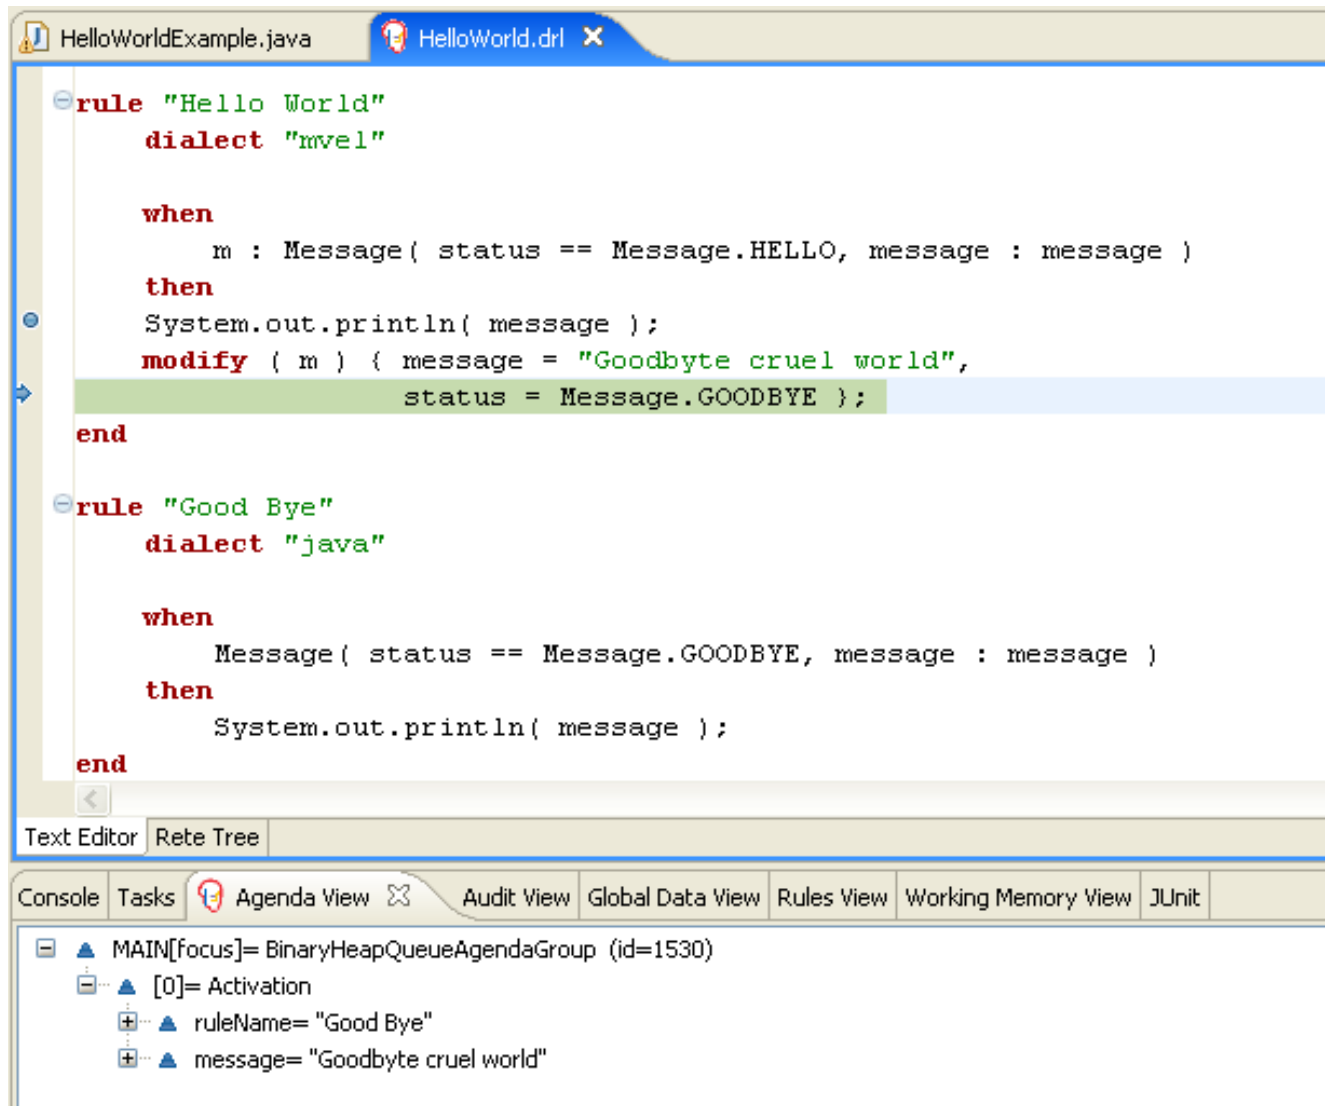 HelloWorldExample.java HelloWorld.drl
rule "Hello World"
dialect "mvel"
when
m : Message( status == Message.HELLO, message : message )
then
System.out.println( message );
modify ( m ) { message = "Goodbyte cruel world",
status = Message.GOODBYE };
end
rule "Good Bye"
dialect "java"
when
Message( status == Message.GOODBYE, message : message )
then
System.out.println( message );
end
Text Editor Rete Tree
Console Tasks Agenda View Audit View Global Data View Rules View Working Memory View JUnit
MAIN[focus]= BinaryHeapQueueAgendaGroup (id=1530)
[0]= Activation
ruleName= "Good Bye"
message= "Goodbyte cruel world"